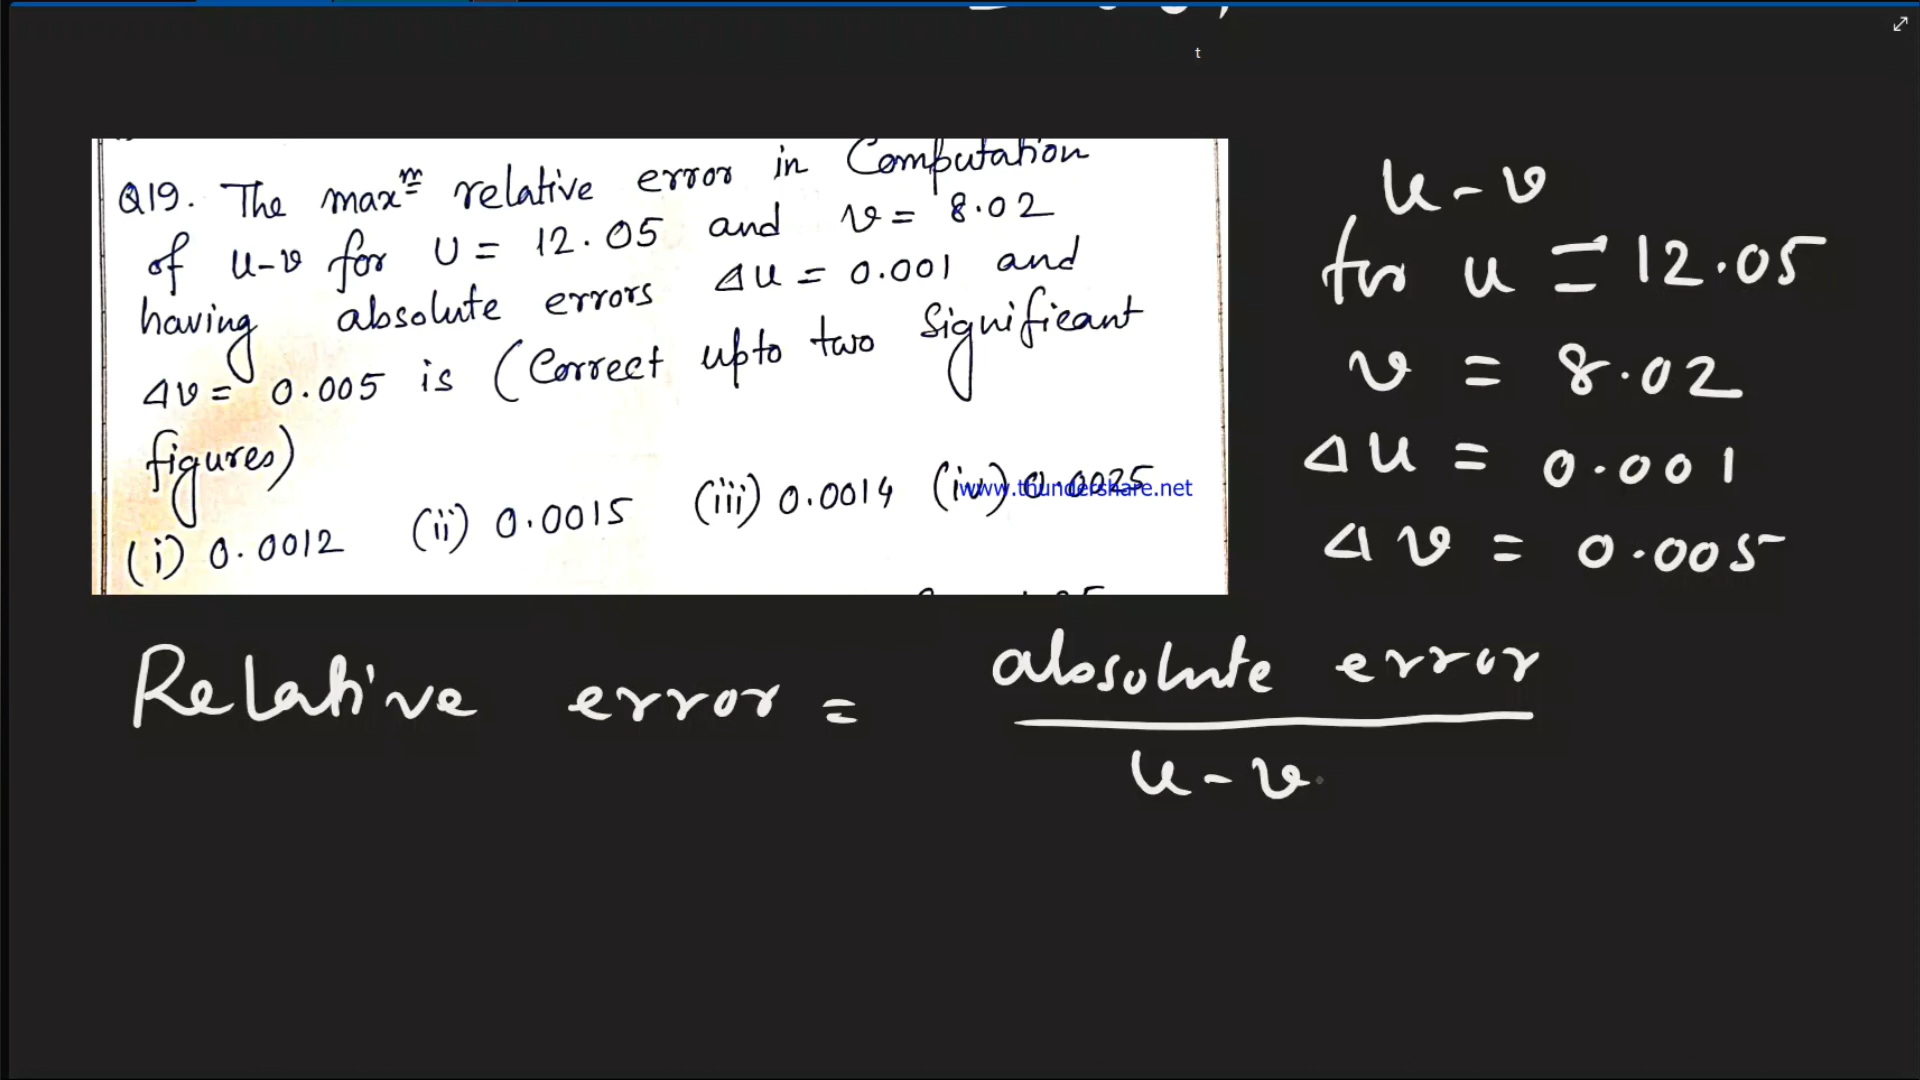 t
Q19. The max^m relative error in Computation
of u-v for U = 12.05 and v = 8.02
having absolute errors Δu = 0.001 and
Δv = 0.005 is (Correct upto two significant
figures)
(i) 0.0012 (ii) 0.0015 (iii) 0.0014 (iv) 0.0025
www.thundershare.net
u - v
for u = 12.05
v = 8.02
Δu = 0.001
Δv = 0.005
Relative error = absolute error
u - v